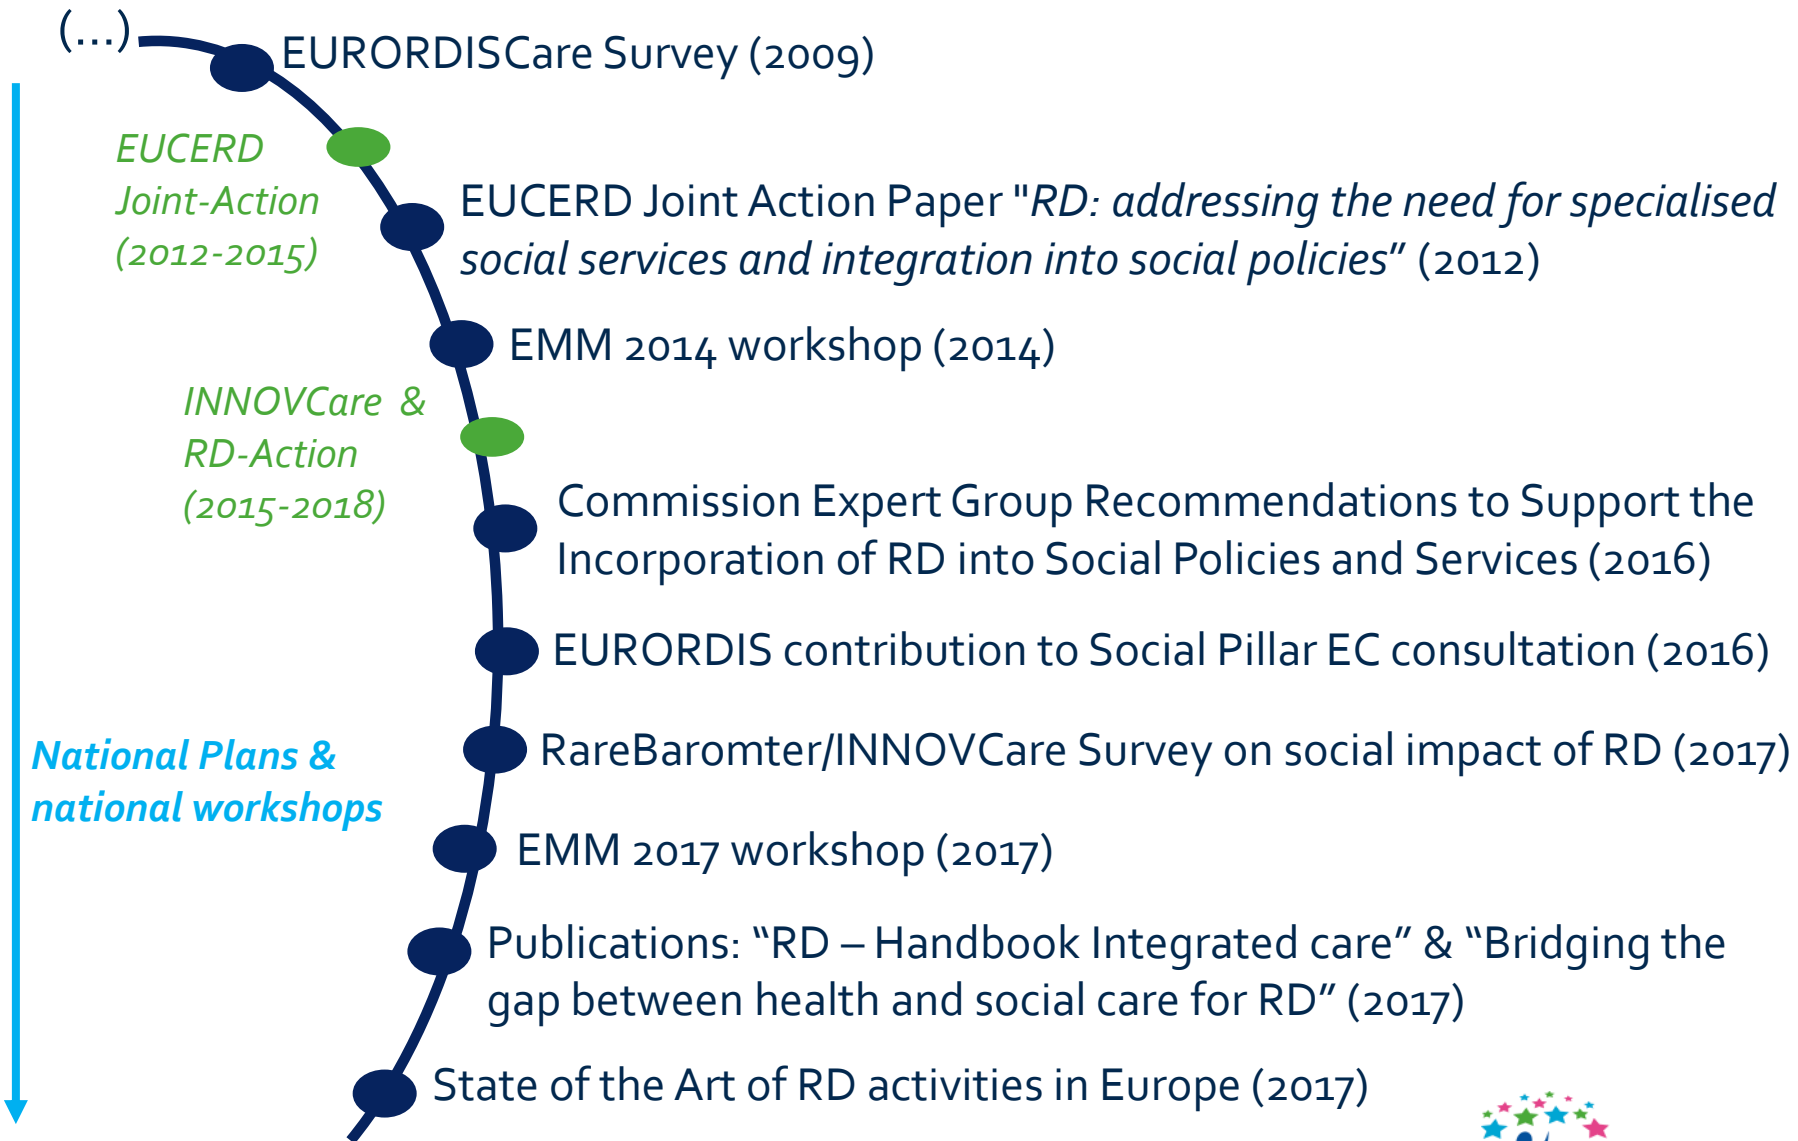 (...)
EURORDISCare Survey (2009)
EUCERD
Joint-Action
(2012-2015)
EUCERD Joint Action Paper "RD: addressing the need for specialised
social services and integration into social policies” (2012)
EMM 2014 workshop (2014)
INNOVCare &
RD-Action
(2015-2018)
Commission Expert Group Recommendations to Support the
Incorporation of RD into Social Policies and Services (2016)
EURORDIS contribution to Social Pillar EC consultation (2016)
RareBaromter/INNOVCare Survey on social impact of RD (2017)
National Plans &
national workshops
EMM 2017 workshop (2017)
Publications: “RD – Handbook Integrated care” & “Bridging the
gap between health and social care for RD” (2017)
State of the Art of RD activities in Europe (2017)